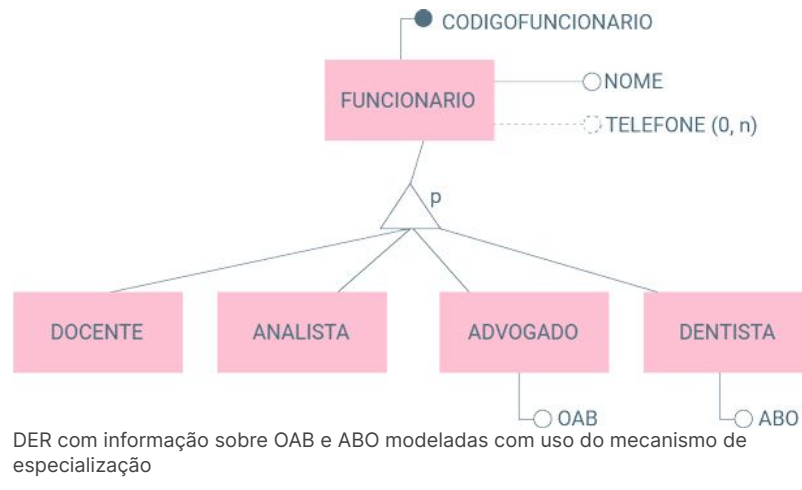 CODIGOFUNCIONARIO
FUNCIONARIO
NOME
TELEFONE (0, n)
p
DOCENTE
ANALISTA
ADVOGADO
DENTISTA
OAB
ABO
DER com informação sobre OAB e ABO modeladas com uso do mecanismo de
especialização